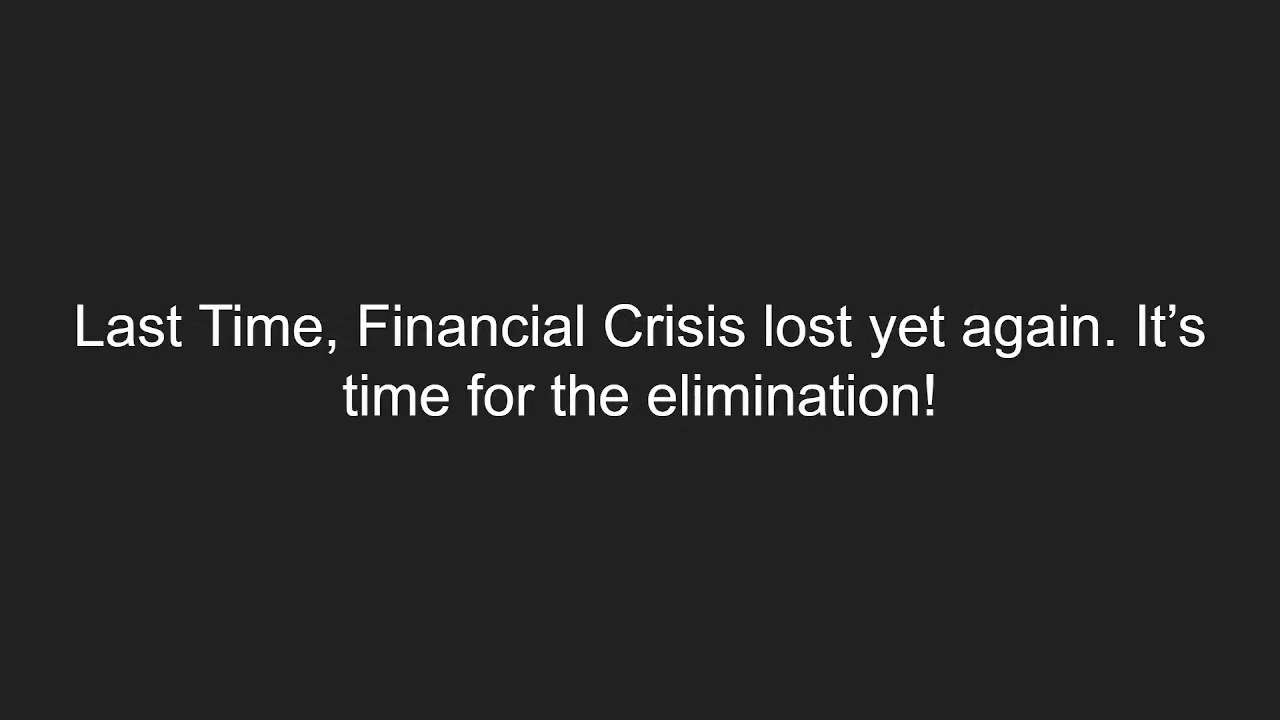 Last Time, Financial Crisis lost yet again. It’s
time for the elimination!